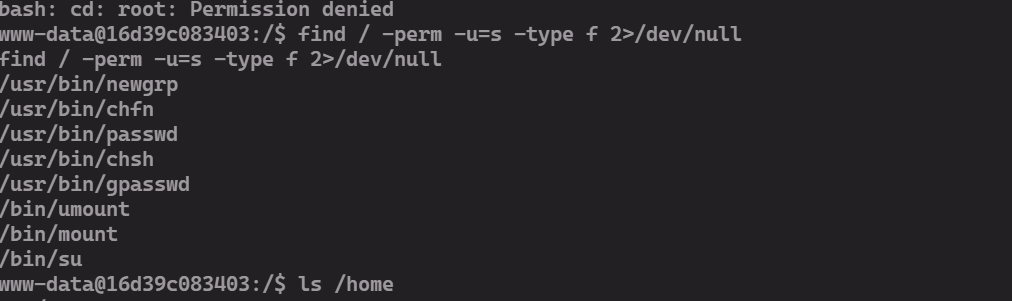 bash: cd: root: Permission denied
www-data@16d39c083403:/$ find / -perm -u=s -type f 2>/dev/null
find / -perm -u=s -type f 2>/dev/null
/usr/bin/newgrp
/usr/bin/chfn
/usr/bin/passwd
/usr/bin/chsh
/usr/bin/gpasswd
/bin/umount
/bin/mount
/bin/su
www-data@16d39c083403:/$ ls /home